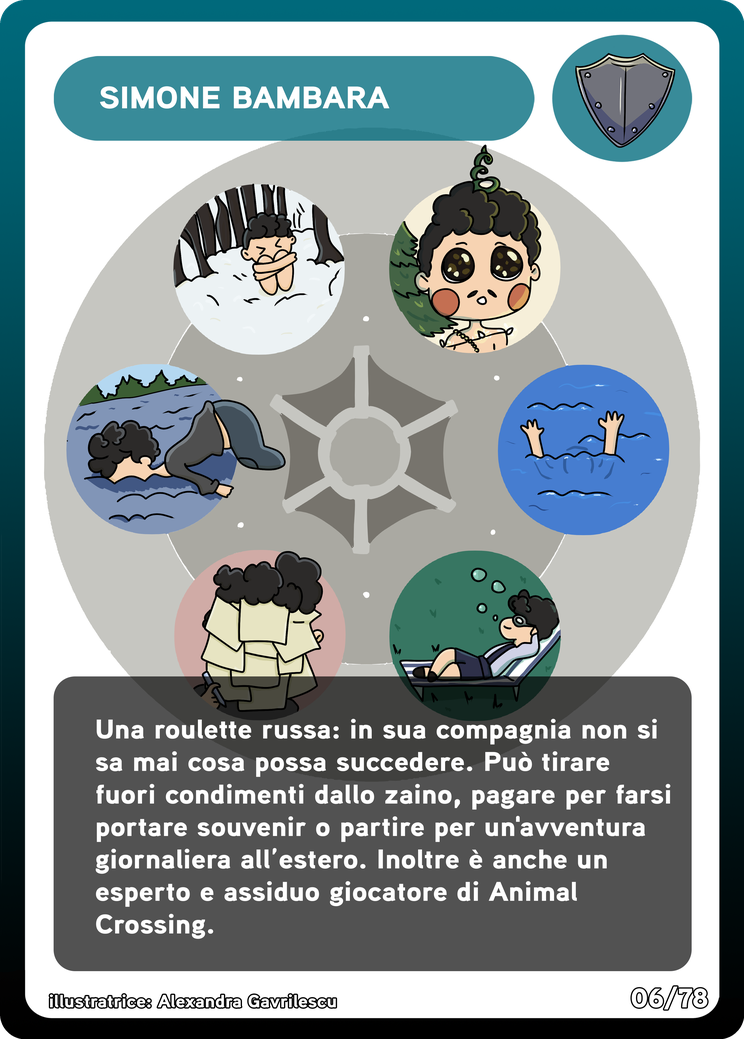 SIMONE BAMBARA
Una roulette russa: in sua compagnia non si
sa mai cosa possa succedere. Può tirare
fuori condimenti dallo zaino, pagare per farsi
portare souvenir o partire per un'avventura
giornaliera all’estero. Inoltre è anche un
esperto e assiduo giocatore di Animal
Crossing.
illustratrice: Alexandra Gavrilescu
06/78